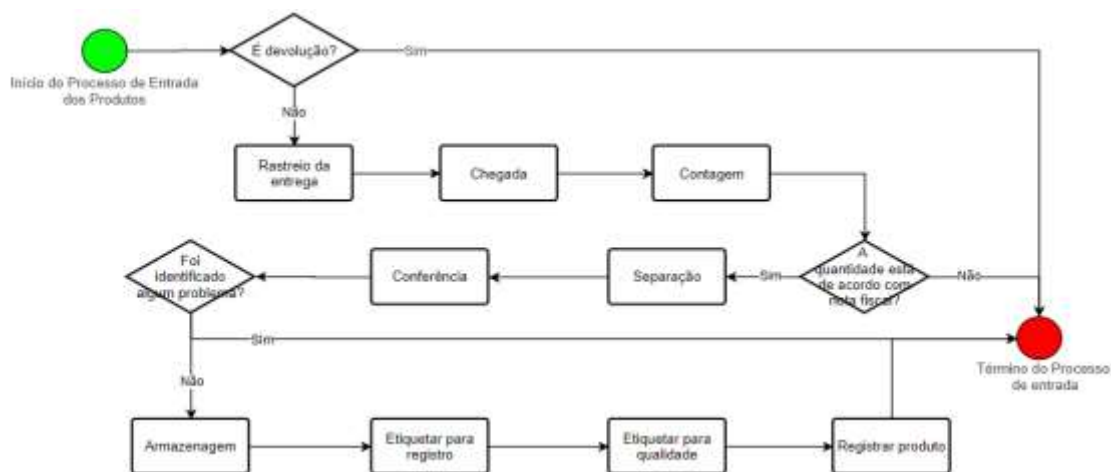 É devolução?
Sim
Início do Processo de Entrada
dos Produtos
Não
Rastreio da
entrega
Chegada
Contagem
Foi
identificado
algum problema?
Conferência
Separação
Sim
A
quantidade está
de acordo com
nota fiscal?
Não
Sim
Término do Processo
de entrada
Não
Armazenagem
Etiquetar para
registro
Etiquetar para
qualidade
Registrar produto